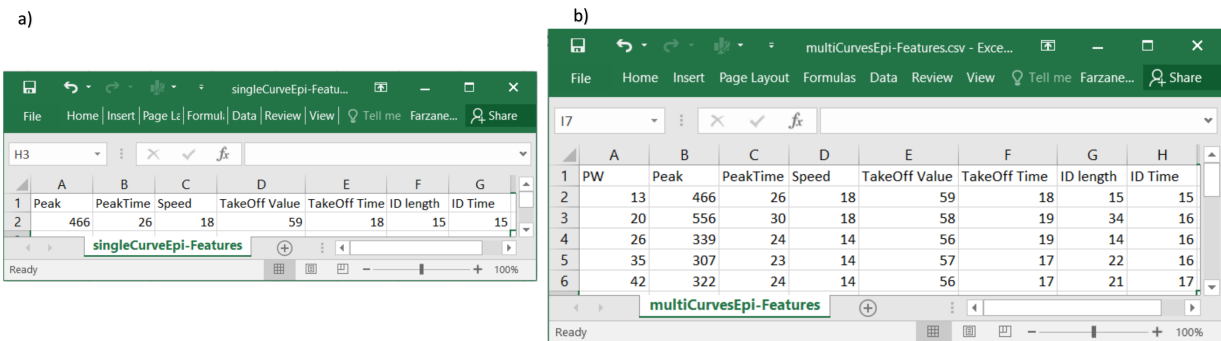 a)
singleCurveEpi-Featu...
File Home Insert Page La Formul Data Review View Tell me Farzane... Share
H3 fx
A B C D E F G
1 Peak PeakTime Speed TakeOff Value TakeOff Time ID length ID Time
2 466 26 18 59 18 15 15
singleCurveEpi-Features
Ready 100%
b)
multiCurvesEpi-Features.csv - Exce...
File Home Insert Page Layout Formulas Data Review View Tell me Farzane... Share
I7 fx
A B C D E F G H
1 PW Peak PeakTime Speed TakeOff Value TakeOff Time ID length ID Time
2 13 466 26 18 59 18 15 15
3 20 556 30 18 58 19 34 16
4 26 339 24 14 56 19 14 16
5 35 307 23 14 57 17 22 16
6 42 322 24 14 56 17 21 17
multiCurvesEpi-Features
Ready 100%